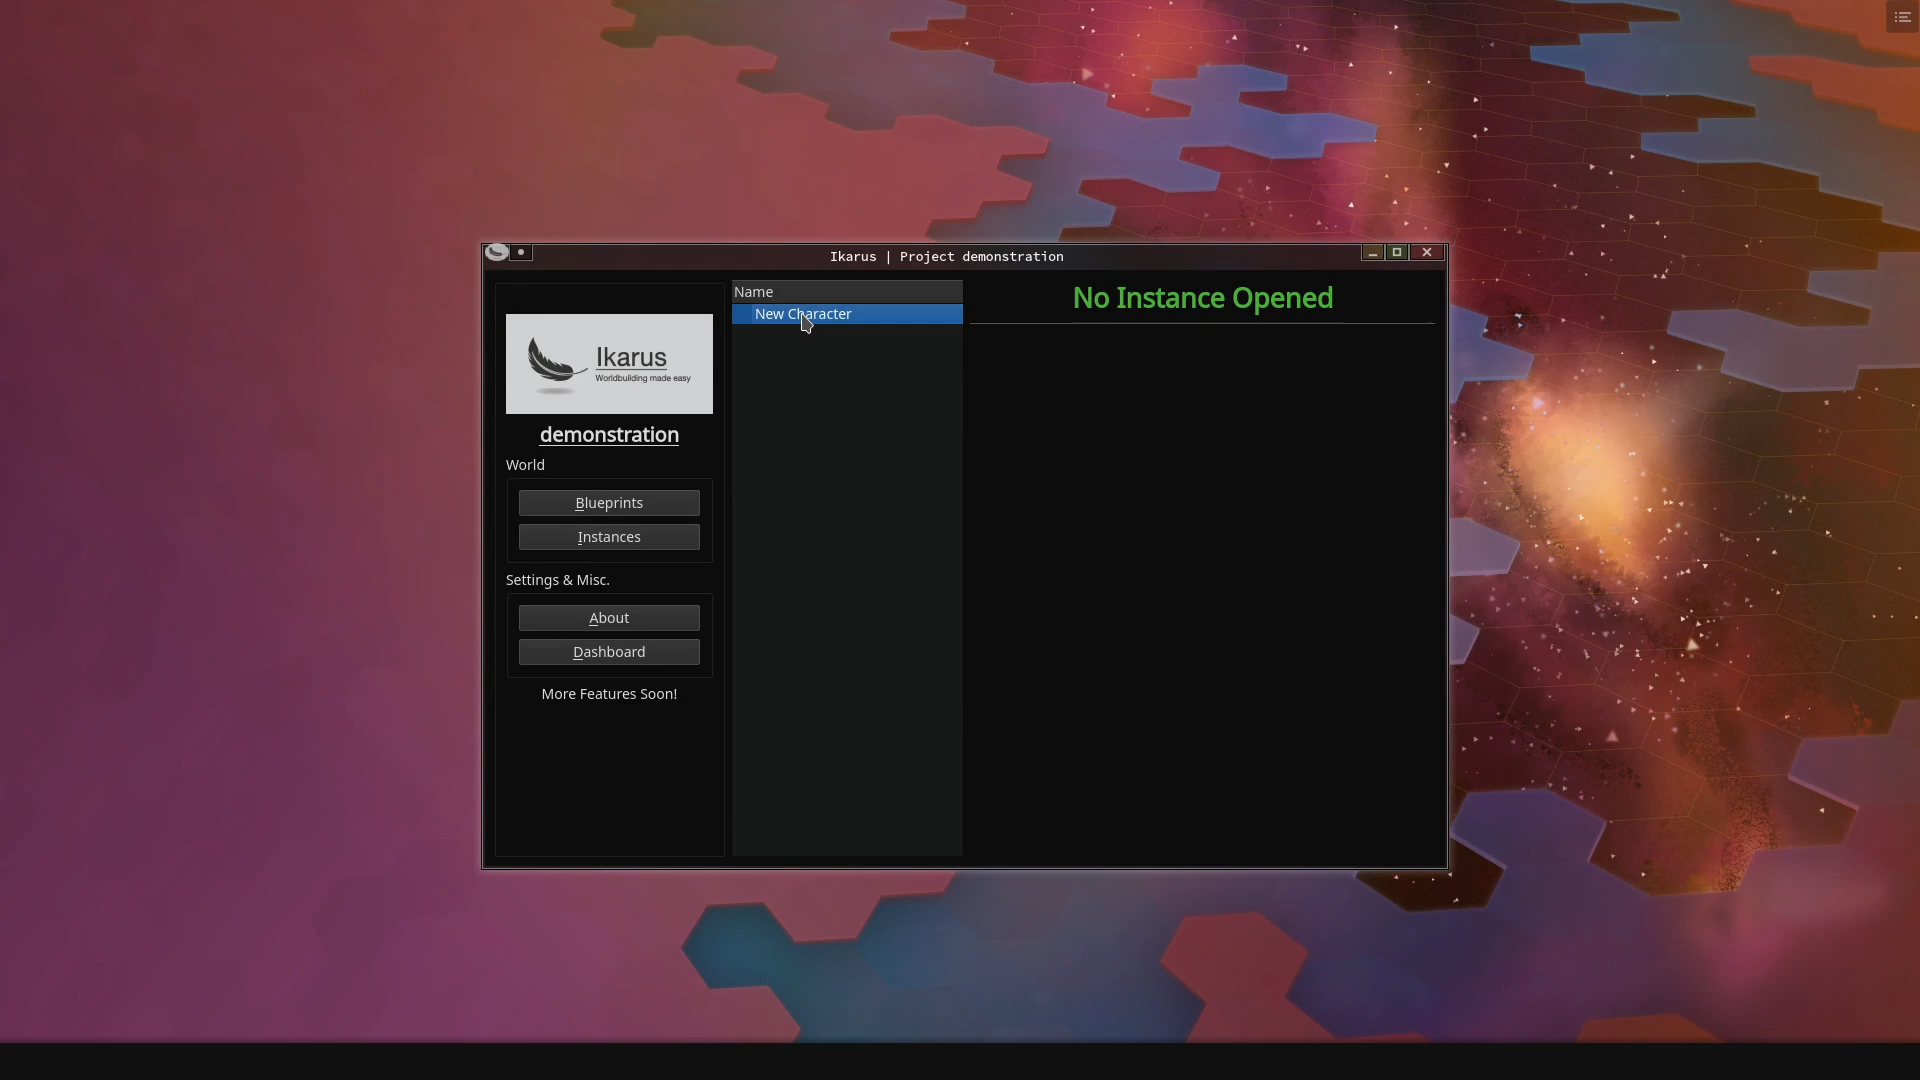 Ikarus | Project demonstration
Ikarus
Worldbuilding made easy
demonstration
World
Blueprints
Instances
Settings & Misc.
About
Dashboard
More Features Soon!
Name
New Character
No Instance Opened